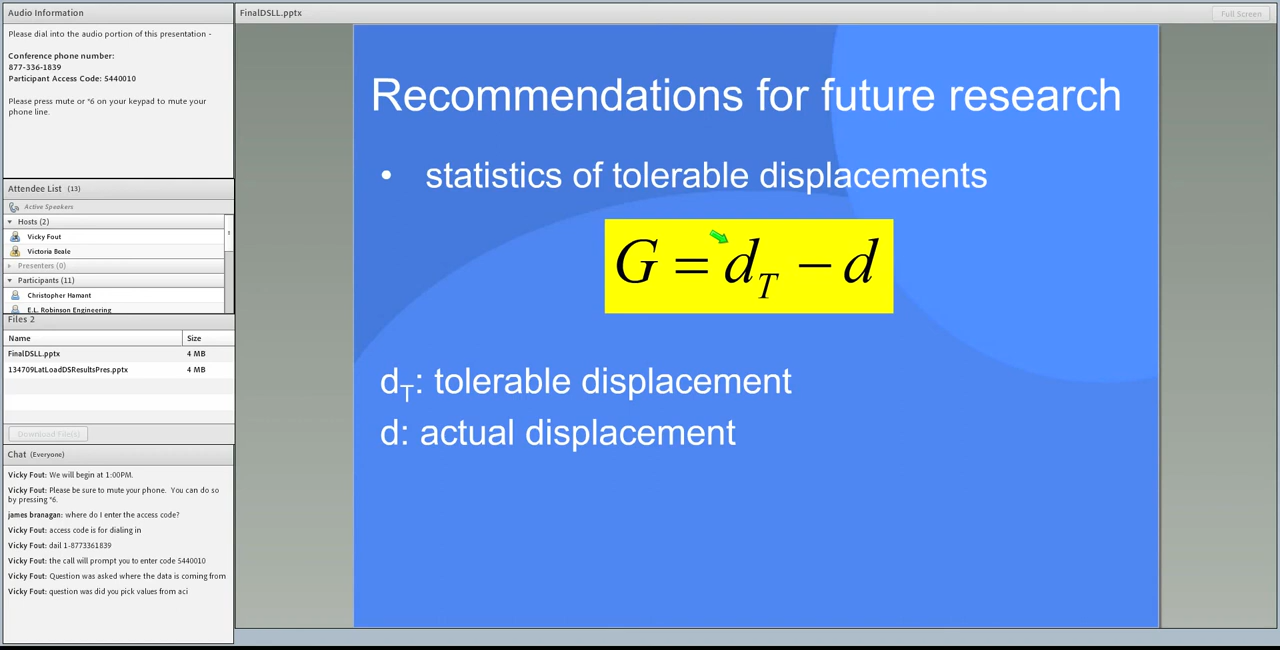 Audio Information
Please dial into the audio portion of this presentation -
Conference phone number:
877-336-1839
Participant Access Code: 5440010
Please press mute or *6 on your keypad to mute your
phone line.
Attendee List (13)
Active Speakers
Hosts (2)
Vicky Fout
Victoria Beale
Presenters (0)
Participants (11)
Christopher Hamant
E.L. Robinson Engineering
Files 2
Name Size
FinalDSLL.pptx 4 MB
134709LatLoadDSResultsPres.pptx 4 MB
Download File(s)
Chat (Everyone)
Vicky Fout: We will begin at 1:00PM.
Vicky Fout: Please be sure to mute your phone. You can do so
by pressing *6.
james branagan: where do I enter the access code?
Vicky Fout: access code is for dialing in
Vicky Fout: dail 1-8773361839
Vicky Fout: the call will prompt you to enter code 5440010
Vicky Fout: Question was asked where the data is coming from
Vicky Fout: question was did you pick values from aci
FinalDSLL.pptx
Full Screen
Recommendations for future research
• statistics of tolerable displacements
G = d_T − d
d_T: tolerable displacement
d: actual displacement